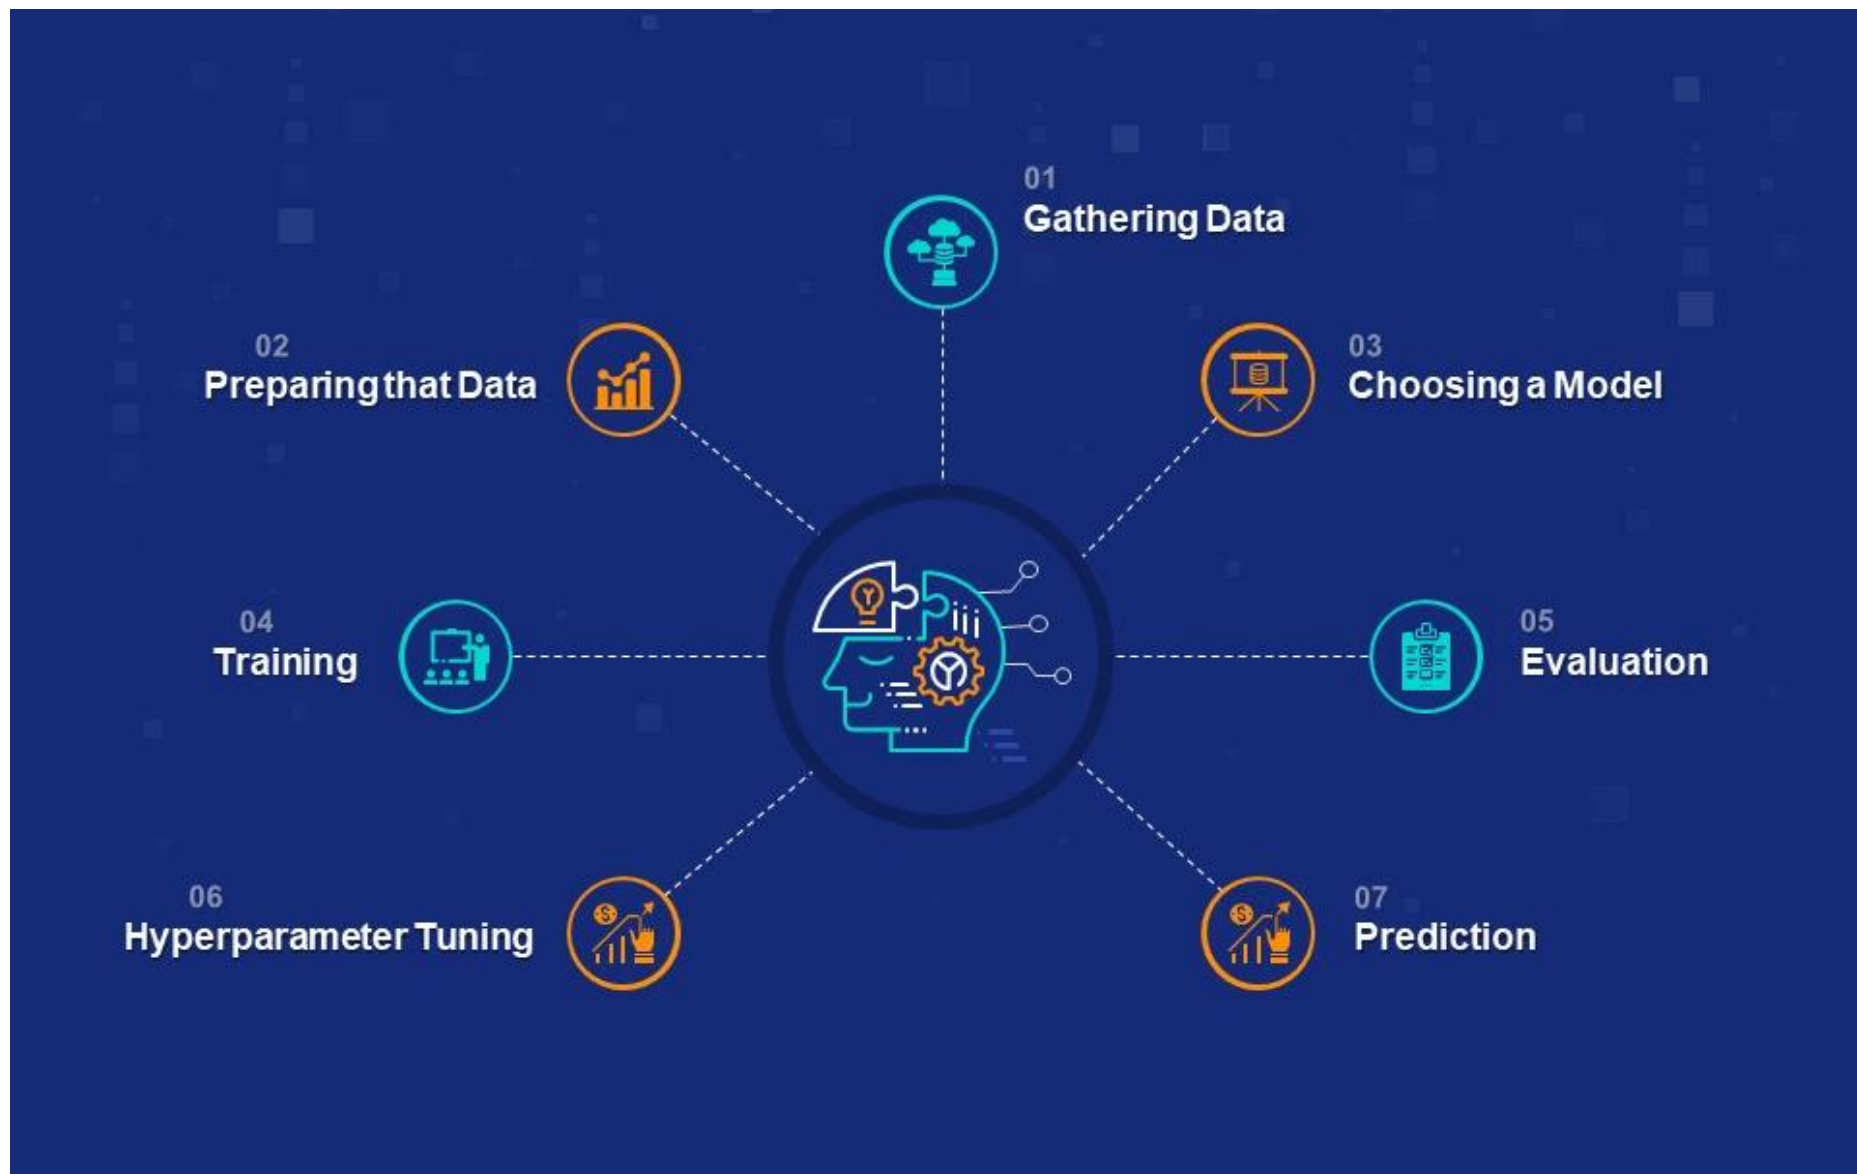 01
Gathering Data
02
Preparing that Data
03
Choosing a Model
04
Training
05
Evaluation
06
Hyperparameter Tuning
07
Prediction